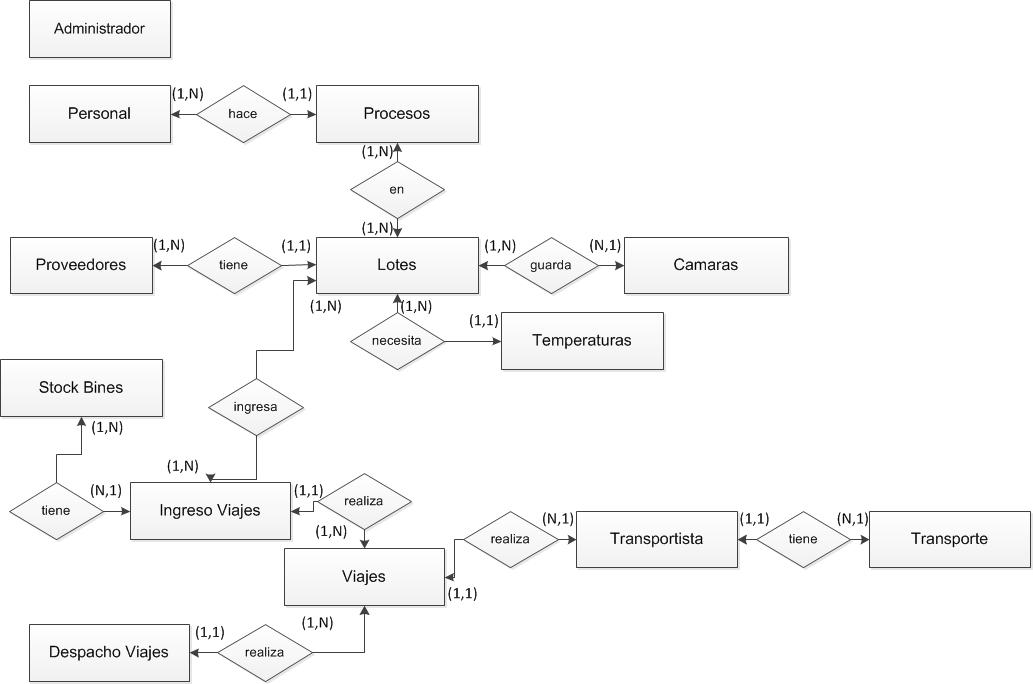 Administrador
Personal
(1,N)
hace
(1,1)
Procesos
(1,N)
en
(1,N)
Proveedores
(1,N)
tiene
(1,1)
Lotes
(1,N)
guarda
(N,1)
Camaras
(1,N)
(1,N)
necesita
(1,1)
Temperaturas
Stock Bines
(1,N)
ingresa
(1,N)
tiene
(N,1)
Ingreso Viajes
(1,1)
realiza
(1,N)
Viajes
(1,1)
realiza
(N,1)
Transportista
(1,1)
tiene
(N,1)
Transporte
Despacho Viajes
(1,1)
realiza
(1,N)